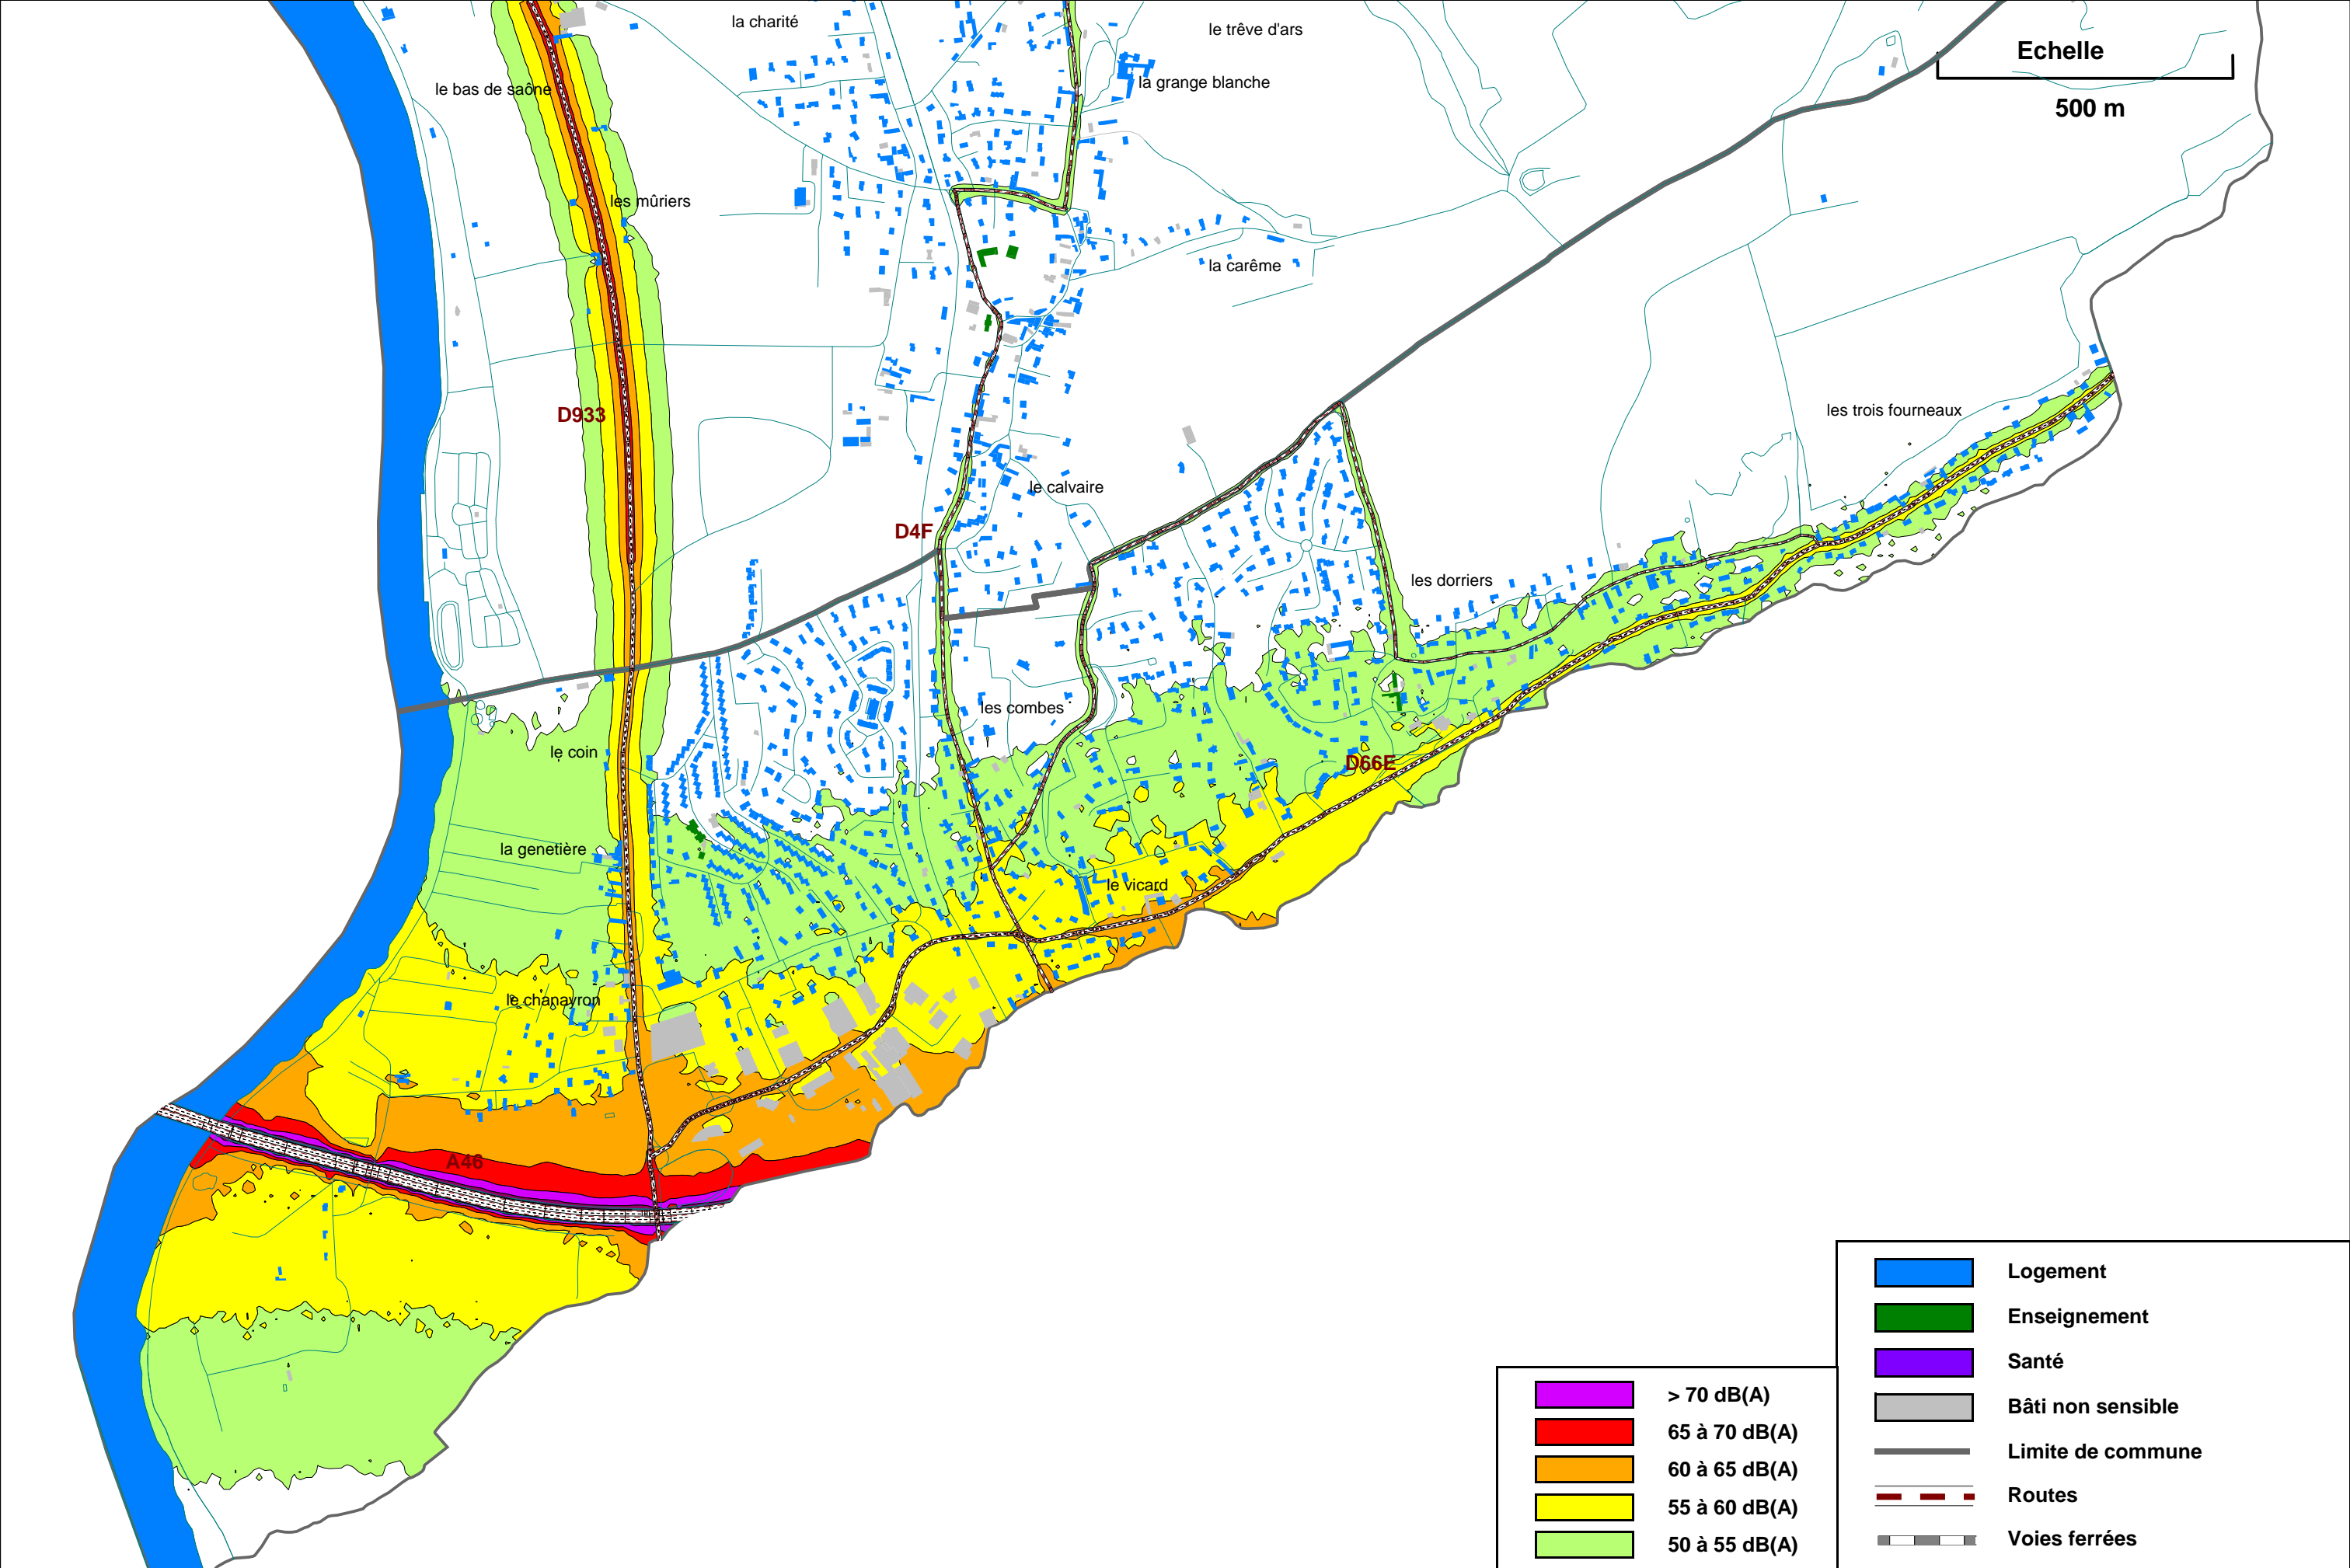 la charité
le trêve d'ars
Echelle
la grange blanche
le bas de saône
500 m
les mûriers
la carême
D933
les trois fourneaux
le calvaire
D4F
les dorriers
les combes
le coin
D66E
la genetière
le vicard
le chanayron
A46
> 70 dB(A)
65 à 70 dB(A)
60 à 65 dB(A)
55 à 60 dB(A)
50 à 55 dB(A)
Logement
Enseignement
Santé
Bâti non sensible
Limite de commune
Routes
Voies ferrées